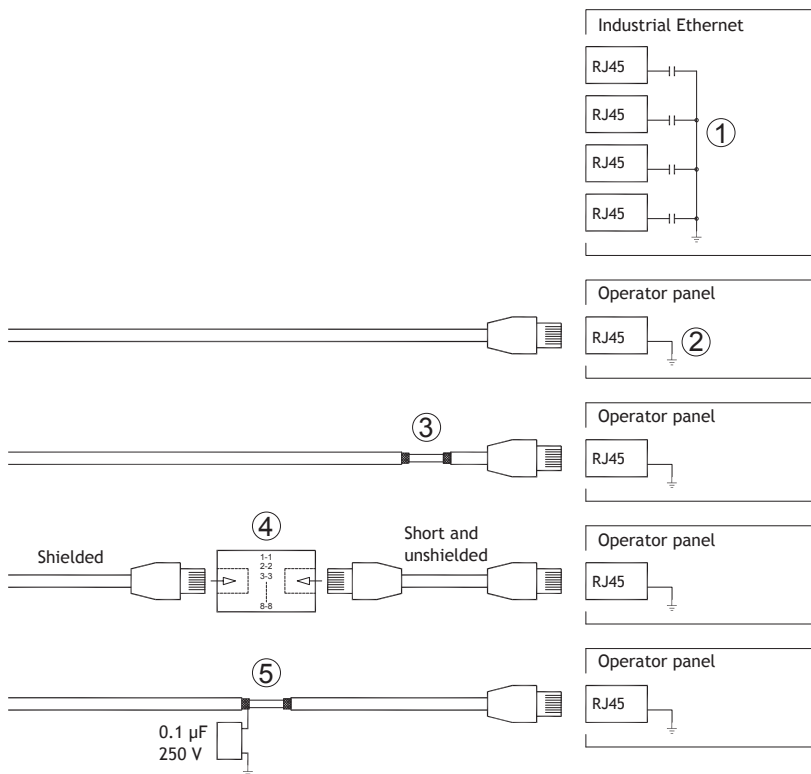 Industrial Ethernet
RJ45
RJ45
1
RJ45
RJ45
Operator panel
RJ45
2
Operator panel
3
RJ45
Operator panel
4
Short and
unshielded
Shielded
1-1
2-2
3-3
8-8
RJ45
Operator panel
5
RJ45
0.1 µF
250 V